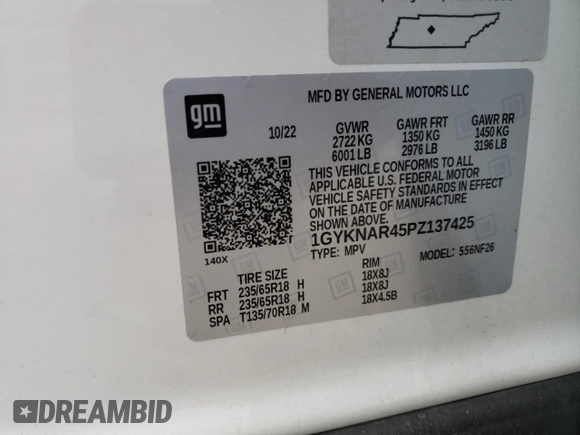 MFD BY GENERAL MOTORS LLC
gm
10/22 GVWR GAWR FRT GAWR RR
2722 KG 1350 KG 1450 KG
6001 LB 2976 LB 3196 LB
THIS VEHICLE CONFORMS TO ALL
APPLICABLE U.S. FEDERAL MOTOR
VEHICLE SAFETY STANDARDS IN EFFECT
ON THE DATE OF MANUFACTURE
SHOWN ABOVE.
1GYKNAR45PZ137425
140X
TYPE: MPV MODEL: 556NF26
TIRE SIZE RIM
FRT 235/65R18 H 18X8J
RR 235/65R18 H 18X8J
SPA T135/70R18 M 18X4.5B
DREAMBID